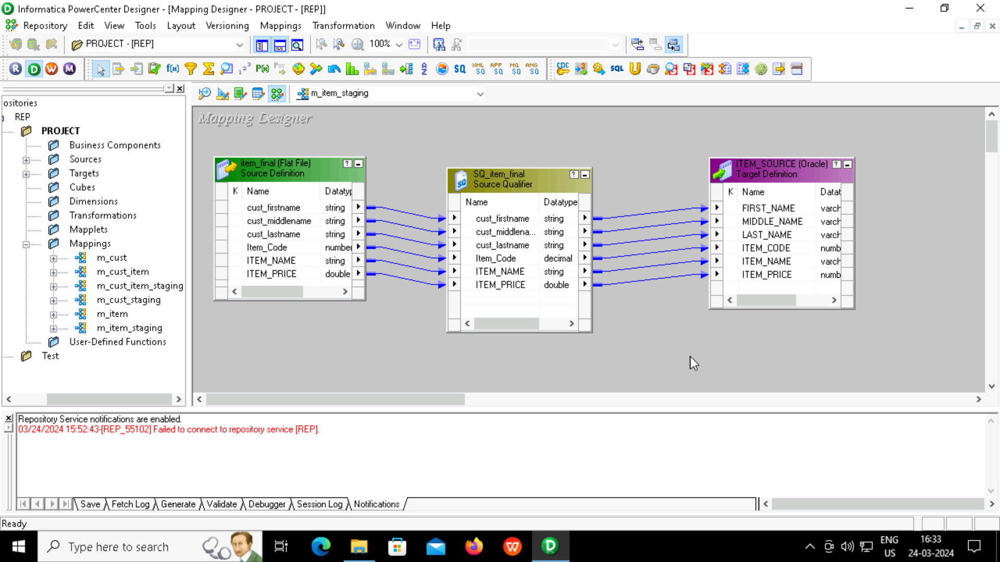 Informatica PowerCenter Designer - [Mapping Designer - PROJECT - [REP]]
Repository Edit View Tools Layout Versioning Mappings Transformation Window Help
PROJECT - [REP]
100%
m_item_staging
ositories
REP
PROJECT
Business Components
Sources
Targets
Cubes
Dimensions
Transformations
Mapplets
Mappings
m_cust
m_cust_item
m_cust_item_staging
m_cust_staging
m_item
m_item_staging
User-Defined Functions
Test
Mapping Designer
item_final (Flat File)
Source Definition
K Name Datatyp
cust_firstname string
cust_middlename string
cust_lastname string
Item_Code number
ITEM_NAME string
ITEM_PRICE double
SQ_item_final
Source Qualifier
Name Datatype
cust_firstname string
cust_middlena... string
cust_lastname string
Item_Code decimal
ITEM_NAME string
ITEM_PRICE double
ITEM_SOURCE (Oracle)
Target Definition
K Name Datat
FIRST_NAME varch
MIDDLE_NAME varch
LAST_NAME varch
ITEM_CODE numb
ITEM_NAME varch
ITEM_PRICE numb
Repository Service notifications are enabled.
03/24/2024 15:52:43-[REP_55102] Failed to connect to repository service [REP].
Save Fetch Log Generate Validate Debugger Session Log Notifications
Ready
Type here to search
ENG
US
16:33
24-03-2024